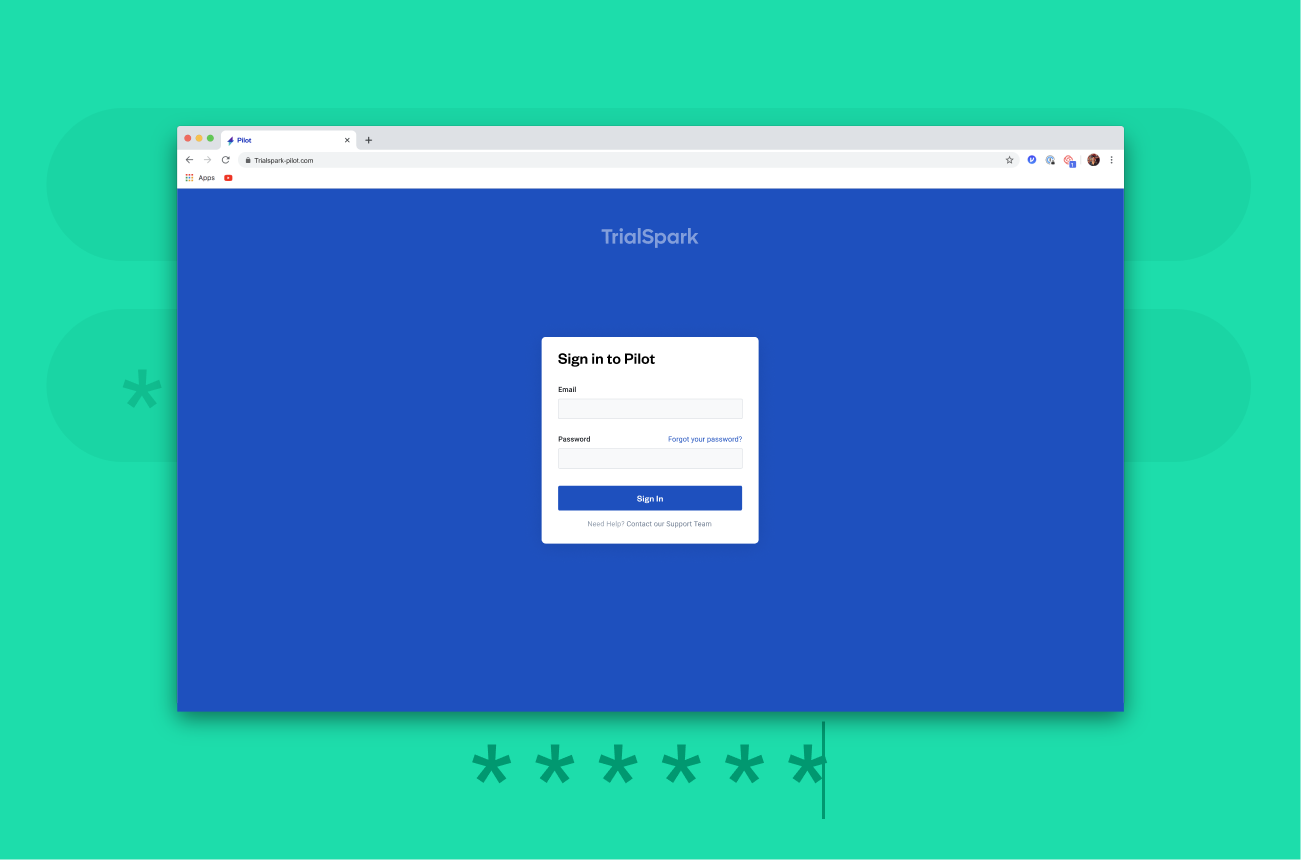 Pilot
Trialspark-pilot.com
Apps
1
TrialSpark
Sign in to Pilot
Email
Password Forgot your password?
Sign In
Need Help? Contact our Support Team
*
* * * * * *